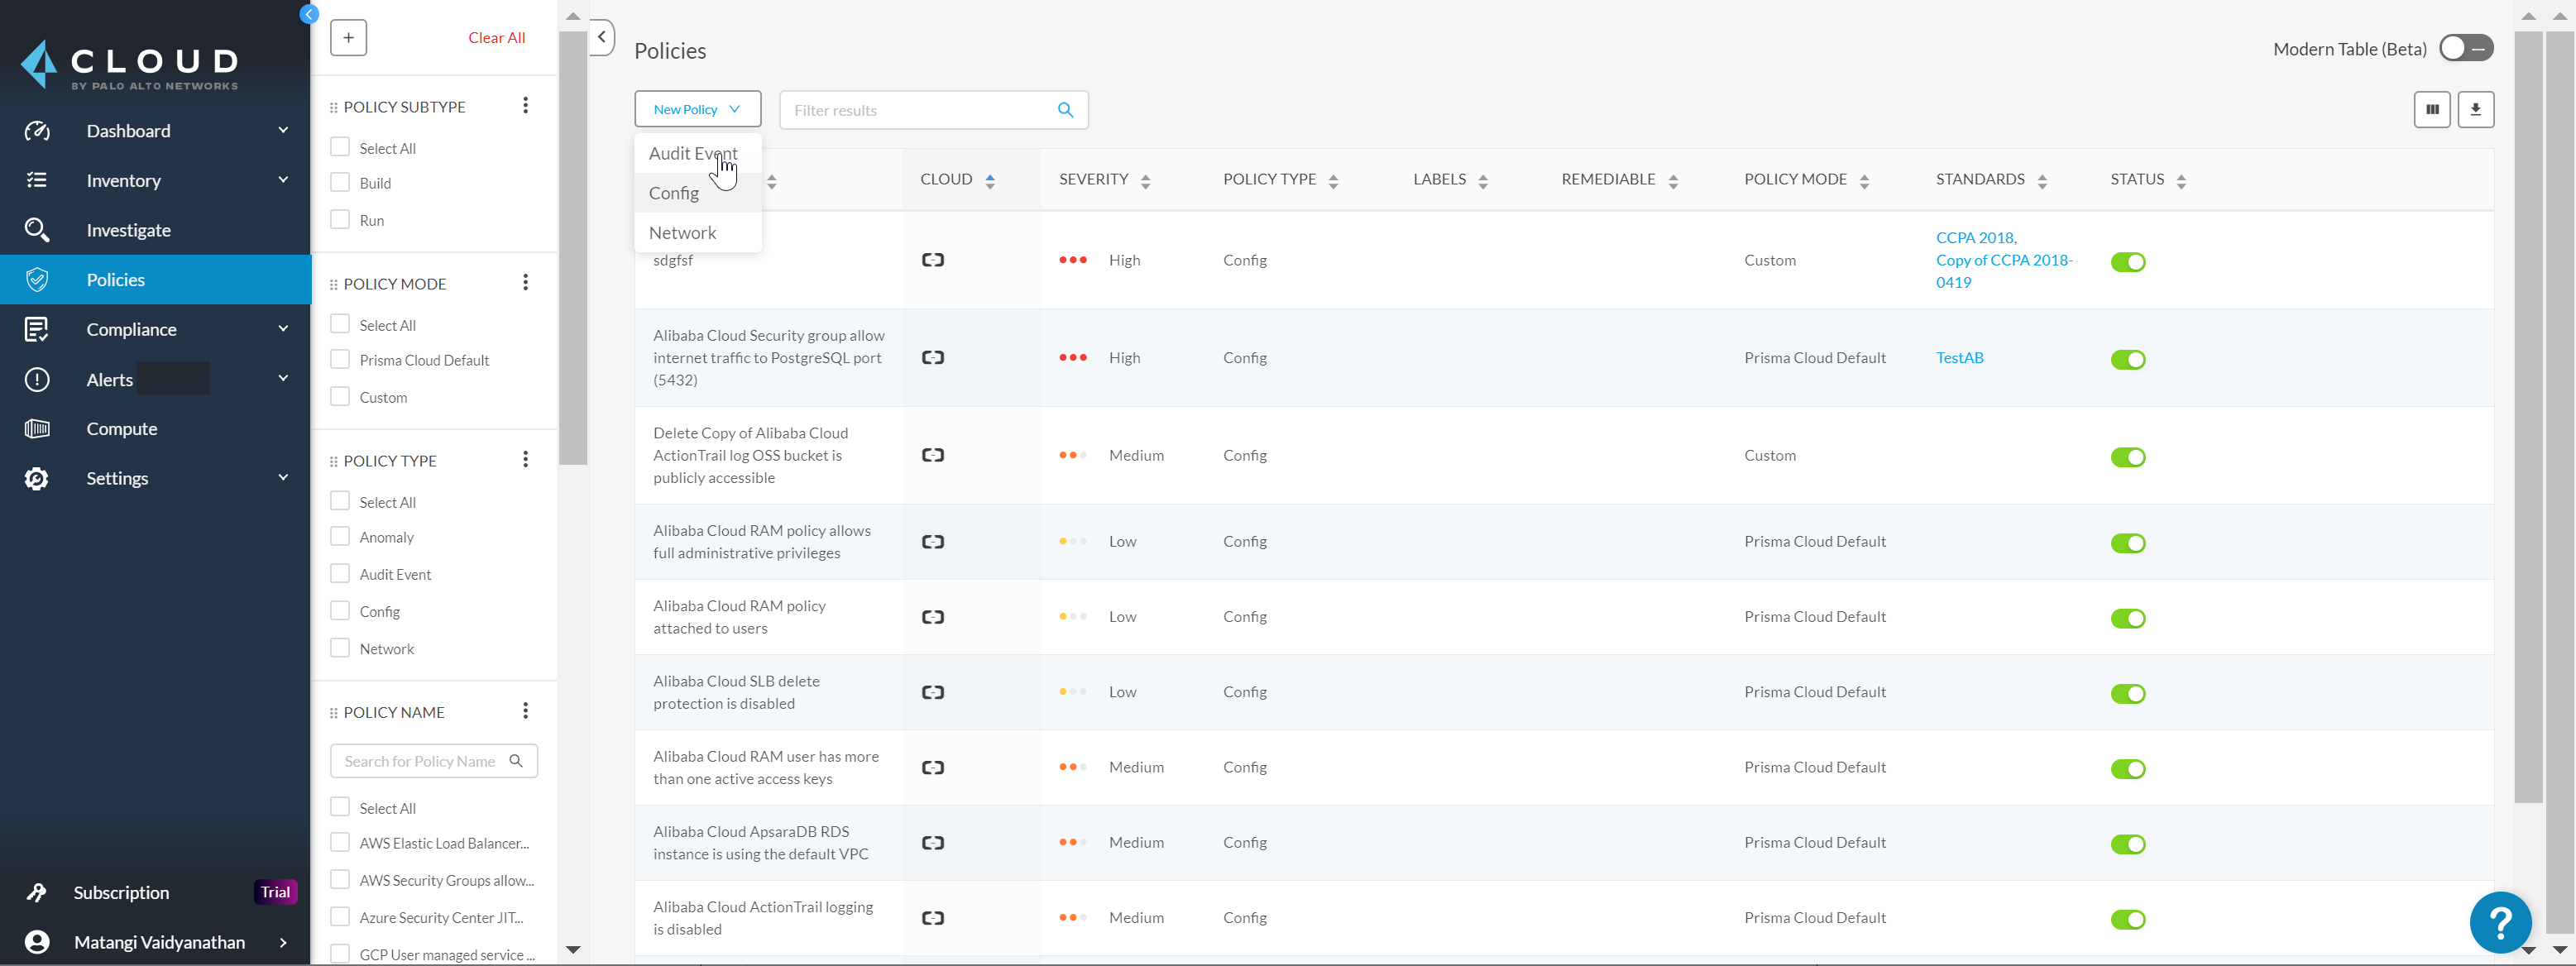 CLOUD
BY PALO ALTO NETWORKS
Dashboard
Inventory
Investigate
Policies
Compliance
Alerts
Compute
Settings
Subscription Trial
Matangi Vaidyanathan
+ Clear All
POLICY SUBTYPE
Select All
Build
Run
POLICY MODE
Select All
Prisma Cloud Default
Custom
POLICY TYPE
Select All
Anomaly
Audit Event
Config
Network
POLICY NAME
Search for Policy Name
Select All
AWS Elastic Load Balancer...
AWS Security Groups allow...
Azure Security Center JIT...
GCP User managed service ...
Policies
Modern Table (Beta)
New Policy
Filter results
Audit Event
Config
Network
CLOUD SEVERITY POLICY TYPE LABELS REMEDIABLE POLICY MODE STANDARDS STATUS
sdgfsf High Config Custom CCPA 2018,
Copy of CCPA 2018-
0419
Alibaba Cloud Security group allow
internet traffic to PostgreSQL port
(5432)
High Config Prisma Cloud Default TestAB
Delete Copy of Alibaba Cloud
ActionTrail log OSS bucket is
publicly accessible
Medium Config Custom
Alibaba Cloud RAM policy allows
full administrative privileges
Low Config Prisma Cloud Default
Alibaba Cloud RAM policy
attached to users
Low Config Prisma Cloud Default
Alibaba Cloud SLB delete
protection is disabled
Low Config Prisma Cloud Default
Alibaba Cloud RAM user has more
than one active access keys
Medium Config Prisma Cloud Default
Alibaba Cloud ApsaraDB RDS
instance is using the default VPC
Medium Config Prisma Cloud Default
Alibaba Cloud ActionTrail logging
is disabled
Medium Config Prisma Cloud Default
?